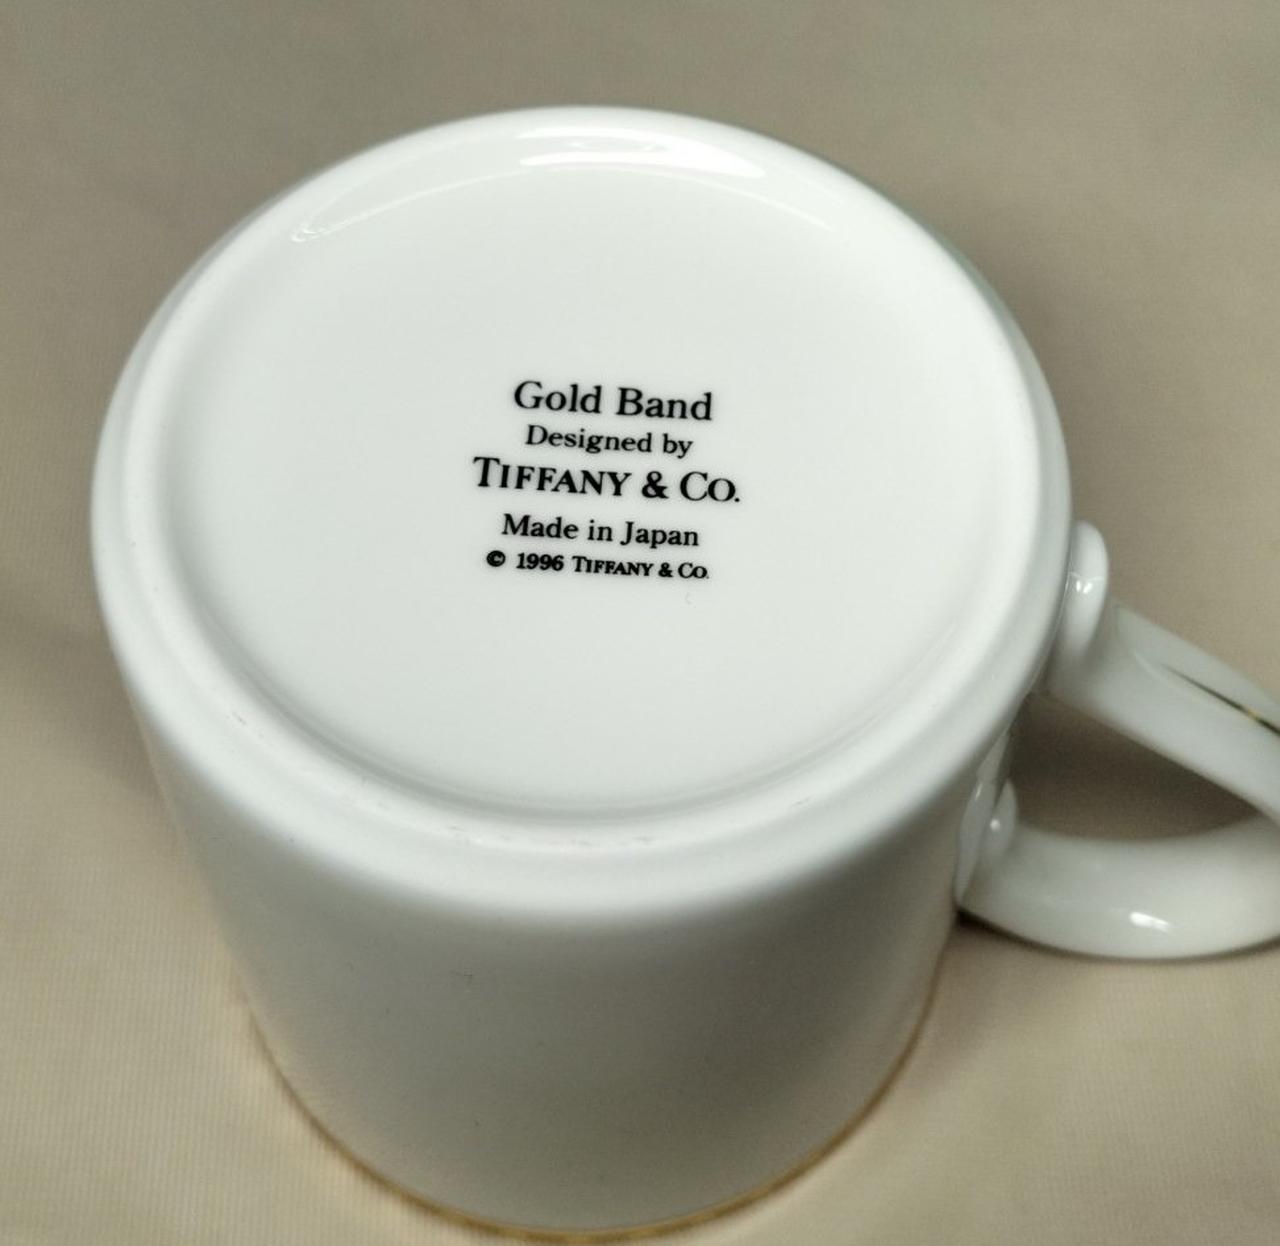 Gold Band
Designed by
TIFFANY & CO.
Made in Japan
© 1996 TIFFANY & CO.